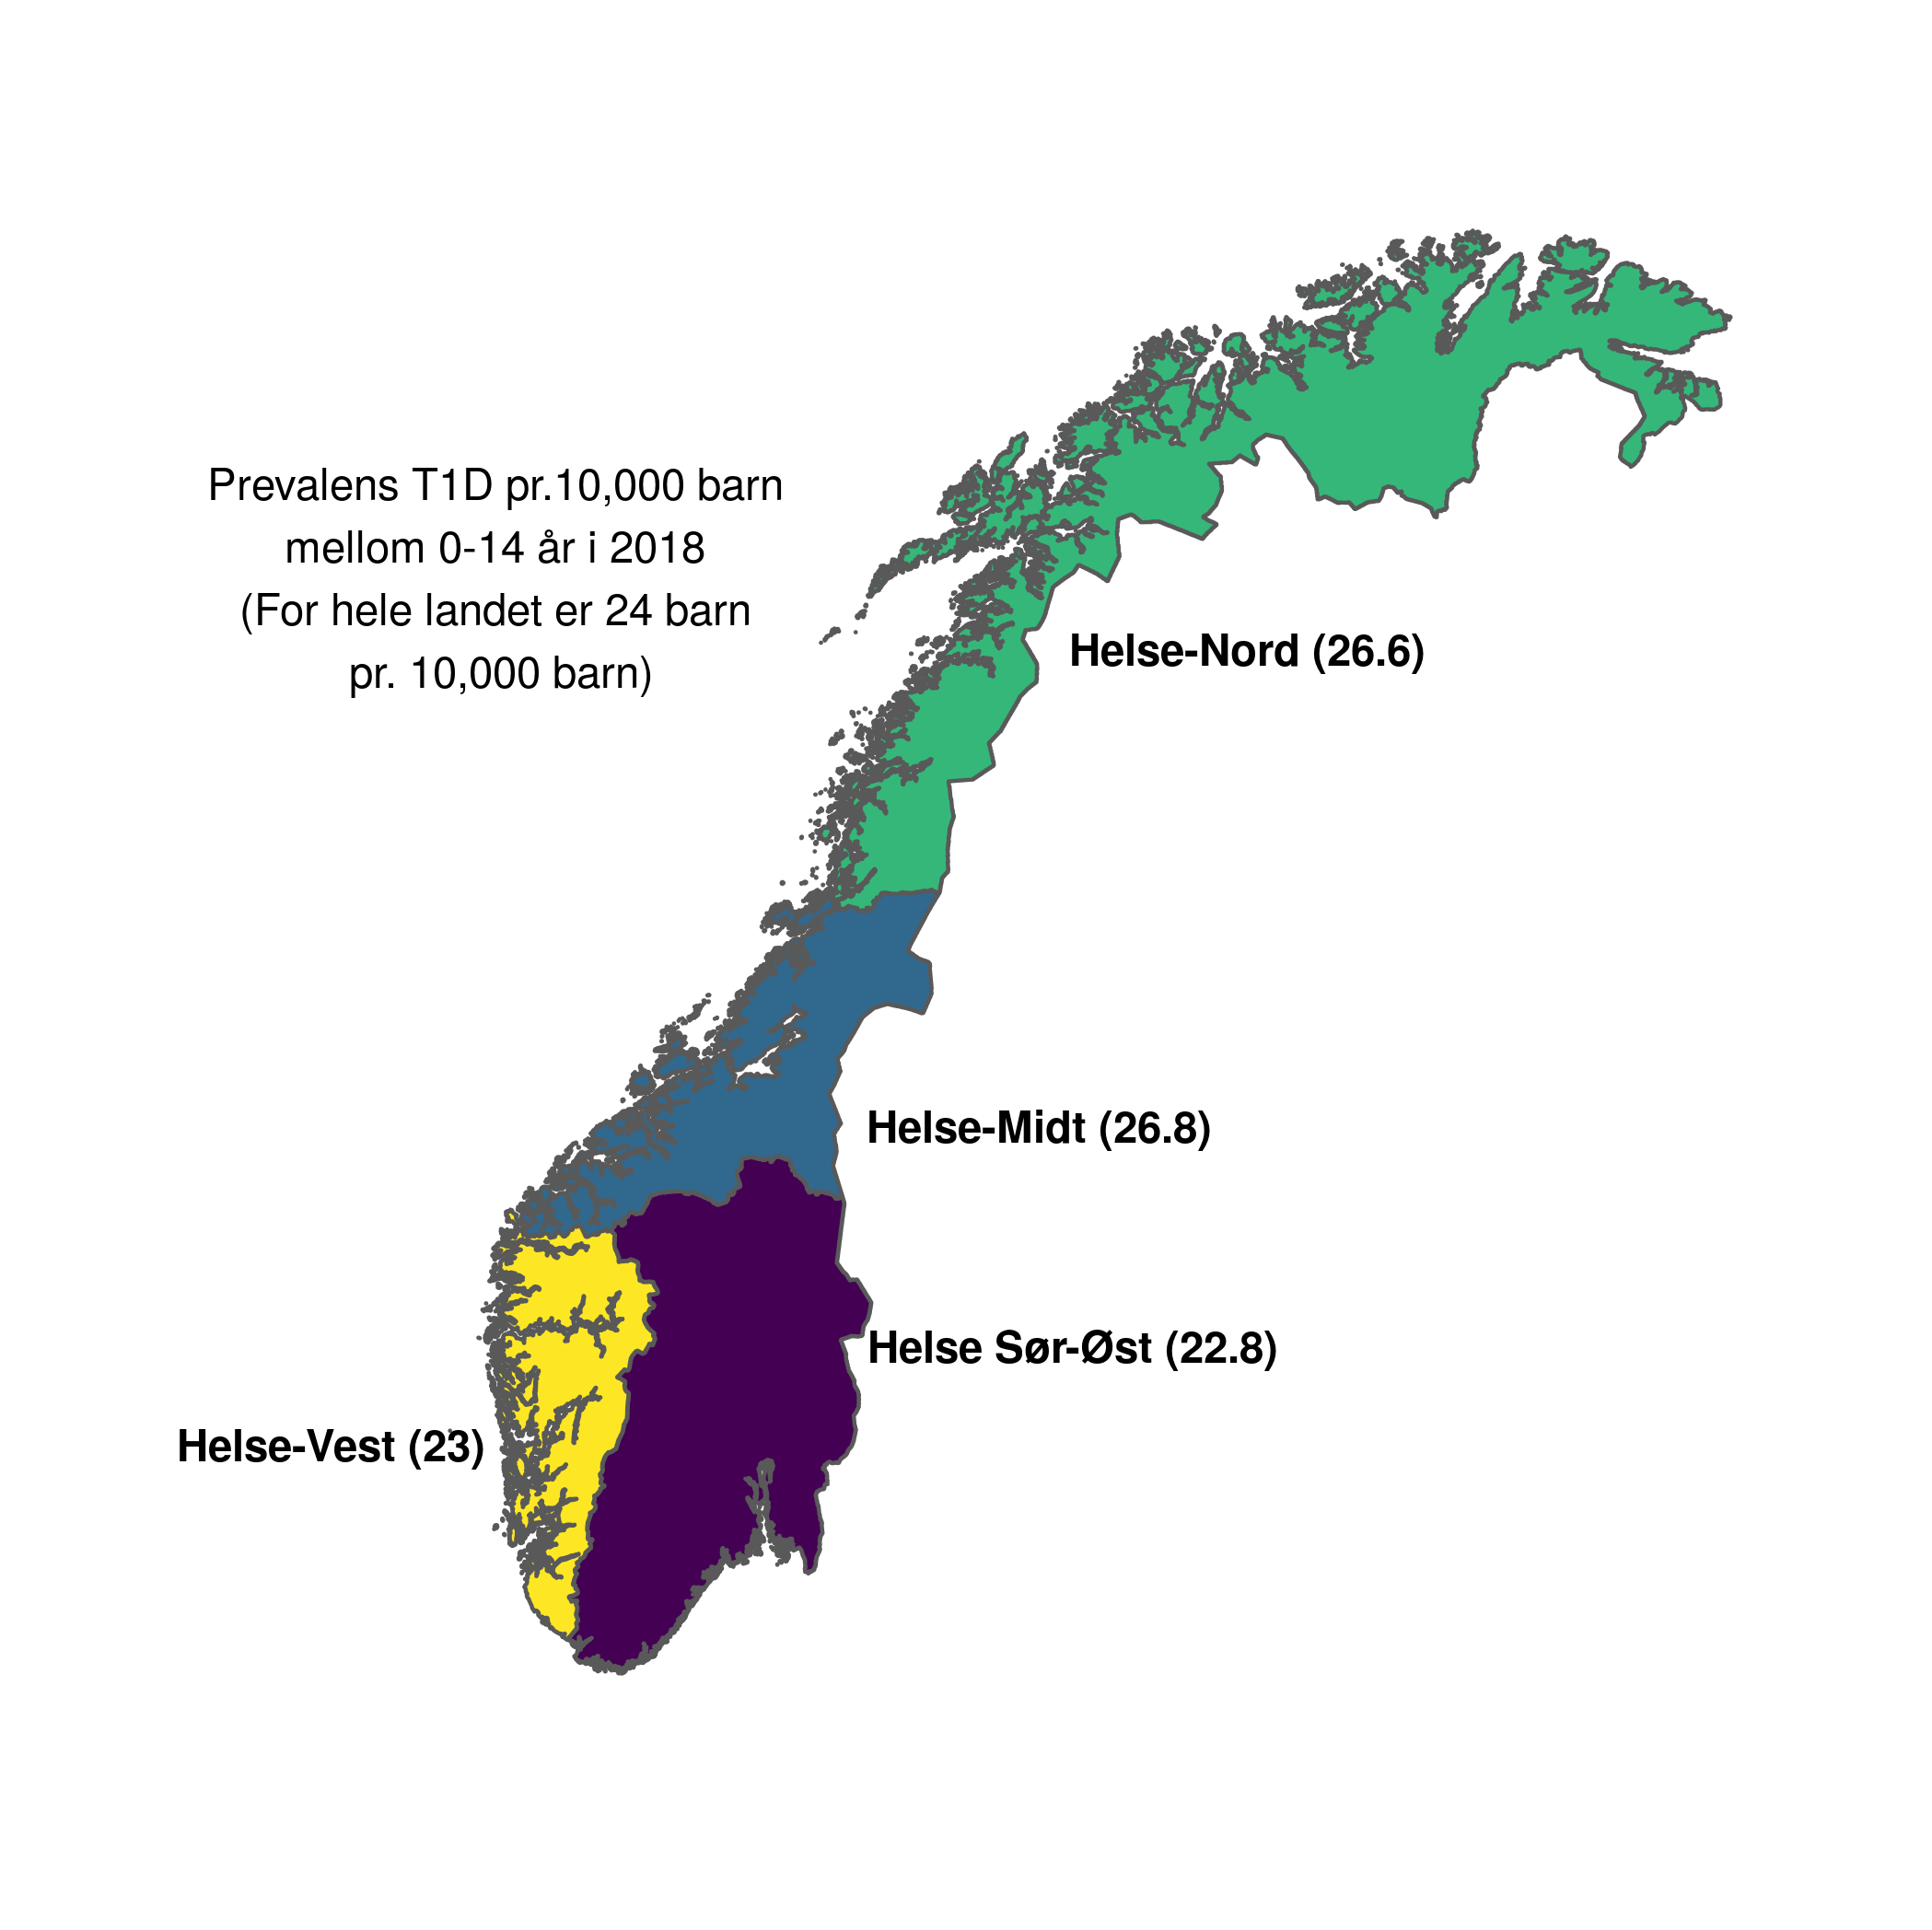 Prevalens T1D pr.10,000 barn
mellom 0-14 år i 2018
(For hele landet er 24 barn
pr. 10,000 barn)
Helse-Nord (26.6)
Helse-Midt (26.8)
Helse Sør-Øst (22.8)
Helse-Vest (23)